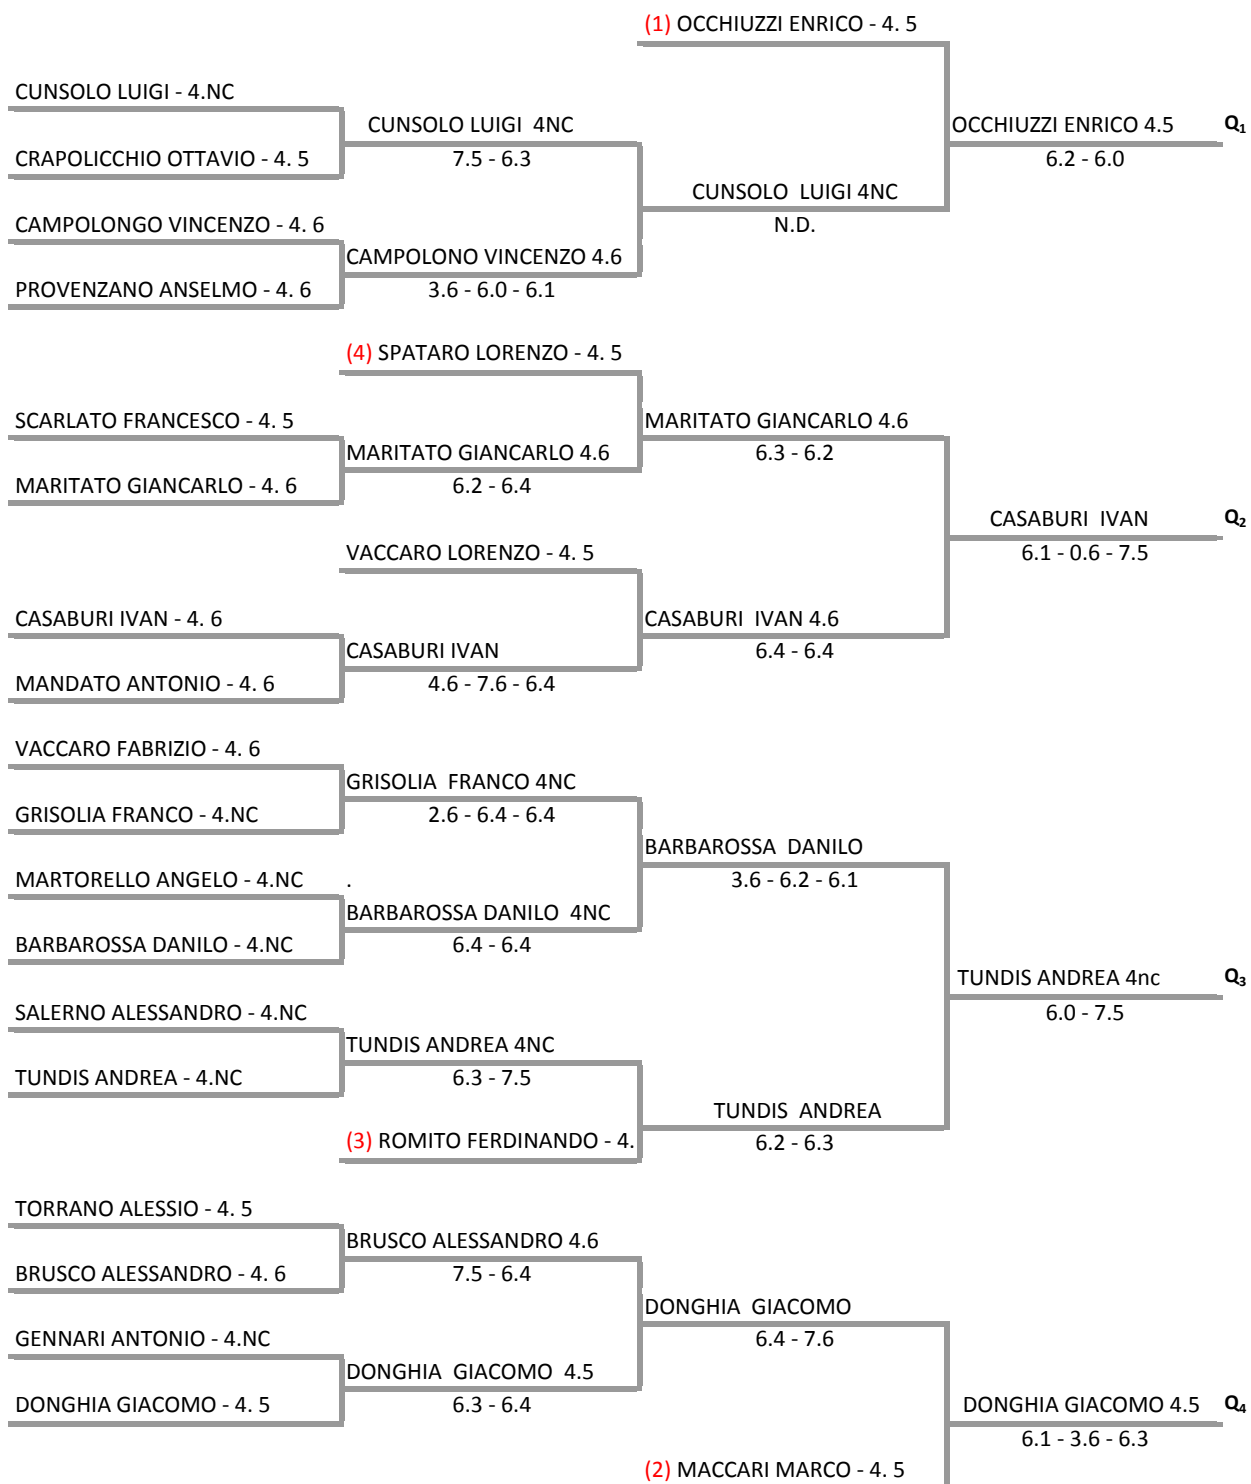 (1) OCCHIUZZI ENRICO - 4. 5
CUNSOLO LUIGI - 4.NC
CUNSOLO LUIGI 4NC
OCCHIUZZI ENRICO 4.5
Q1
CRAPOLICCHIO OTTAVIO - 4. 5
7.5 - 6.3
6.2 - 6.0
CUNSOLO LUIGI 4NC
CAMPOLONGO VINCENZO - 4. 6
N.D.
CAMPOLONO VINCENZO 4.6
PROVENZANO ANSELMO - 4. 6
3.6 - 6.0 - 6.1
(4) SPATARO LORENZO - 4. 5
SCARLATO FRANCESCO - 4. 5
MARITATO GIANCARLO 4.6
MARITATO GIANCARLO 4.6
6.3 - 6.2
MARITATO GIANCARLO - 4. 6
6.2 - 6.4
CASABURI IVAN
Q2
VACCARO LORENZO - 4. 5
6.1 - 0.6 - 7.5
CASABURI IVAN - 4. 6
CASABURI IVAN 4.6
CASABURI IVAN
6.4 - 6.4
MANDATO ANTONIO - 4. 6
4.6 - 7.6 - 6.4
VACCARO FABRIZIO - 4. 6
GRISOLIA FRANCO 4NC
GRISOLIA FRANCO - 4.NC
2.6 - 6.4 - 6.4
BARBAROSSA DANILO
MARTORELLO ANGELO - 4.NC
.
3.6 - 6.2 - 6.1
BARBAROSSA DANILO 4NC
BARBAROSSA DANILO - 4.NC
6.4 - 6.4
TUNDIS ANDREA 4nc
Q3
SALERNO ALESSANDRO - 4.NC
6.0 - 7.5
TUNDIS ANDREA 4NC
TUNDIS ANDREA - 4.NC
6.3 - 7.5
TUNDIS ANDREA
(3) ROMITO FERDINANDO - 4.
6.2 - 6.3
TORRANO ALESSIO - 4. 5
BRUSCO ALESSANDRO 4.6
BRUSCO ALESSANDRO - 4. 6
7.5 - 6.4
DONGHIA GIACOMO
GENNARI ANTONIO - 4.NC
6.4 - 7.6
DONGHIA GIACOMO 4.5
DONGHIA GIACOMO - 4. 5
6.3 - 6.4
DONGHIA GIACOMO 4.5
Q4
6.1 - 3.6 - 6.3
(2) MACCARI MARCO - 4. 5